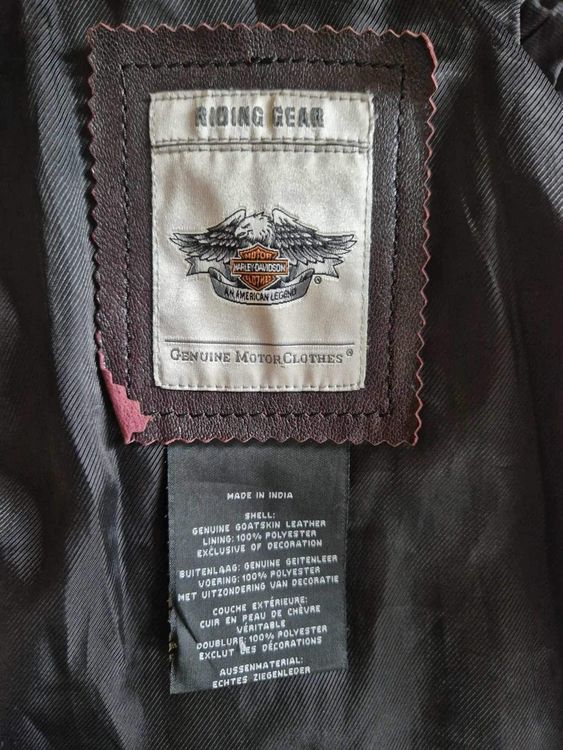 RIDING GEAR
MOTOR
HARLEY-DAVIDSON
CLOTHES
®
AN AMERICAN LEGEND
GENUINE MOTORCLOTHES®
MADE IN INDIA
SHELL:
GENUINE GOATSKIN LEATHER
LINING: 100% POLYESTER
EXCLUSIVE OF DECORATION
BUITENLAAG: GENUINE GEITENLEER
VOERING: 100% POLYESTER
MET UITZONDERING VAN DECORATIE
COUCHE EXTÉRIEURE:
CUIR EN PEAU DE CHÈVRE
VÉRITABLE
DOUBLURE: 100% POLYESTER
EXCLUT DES DÉCORATIONS
AUSSENMATERIAL:
ECHTES ZIEGENLEDER